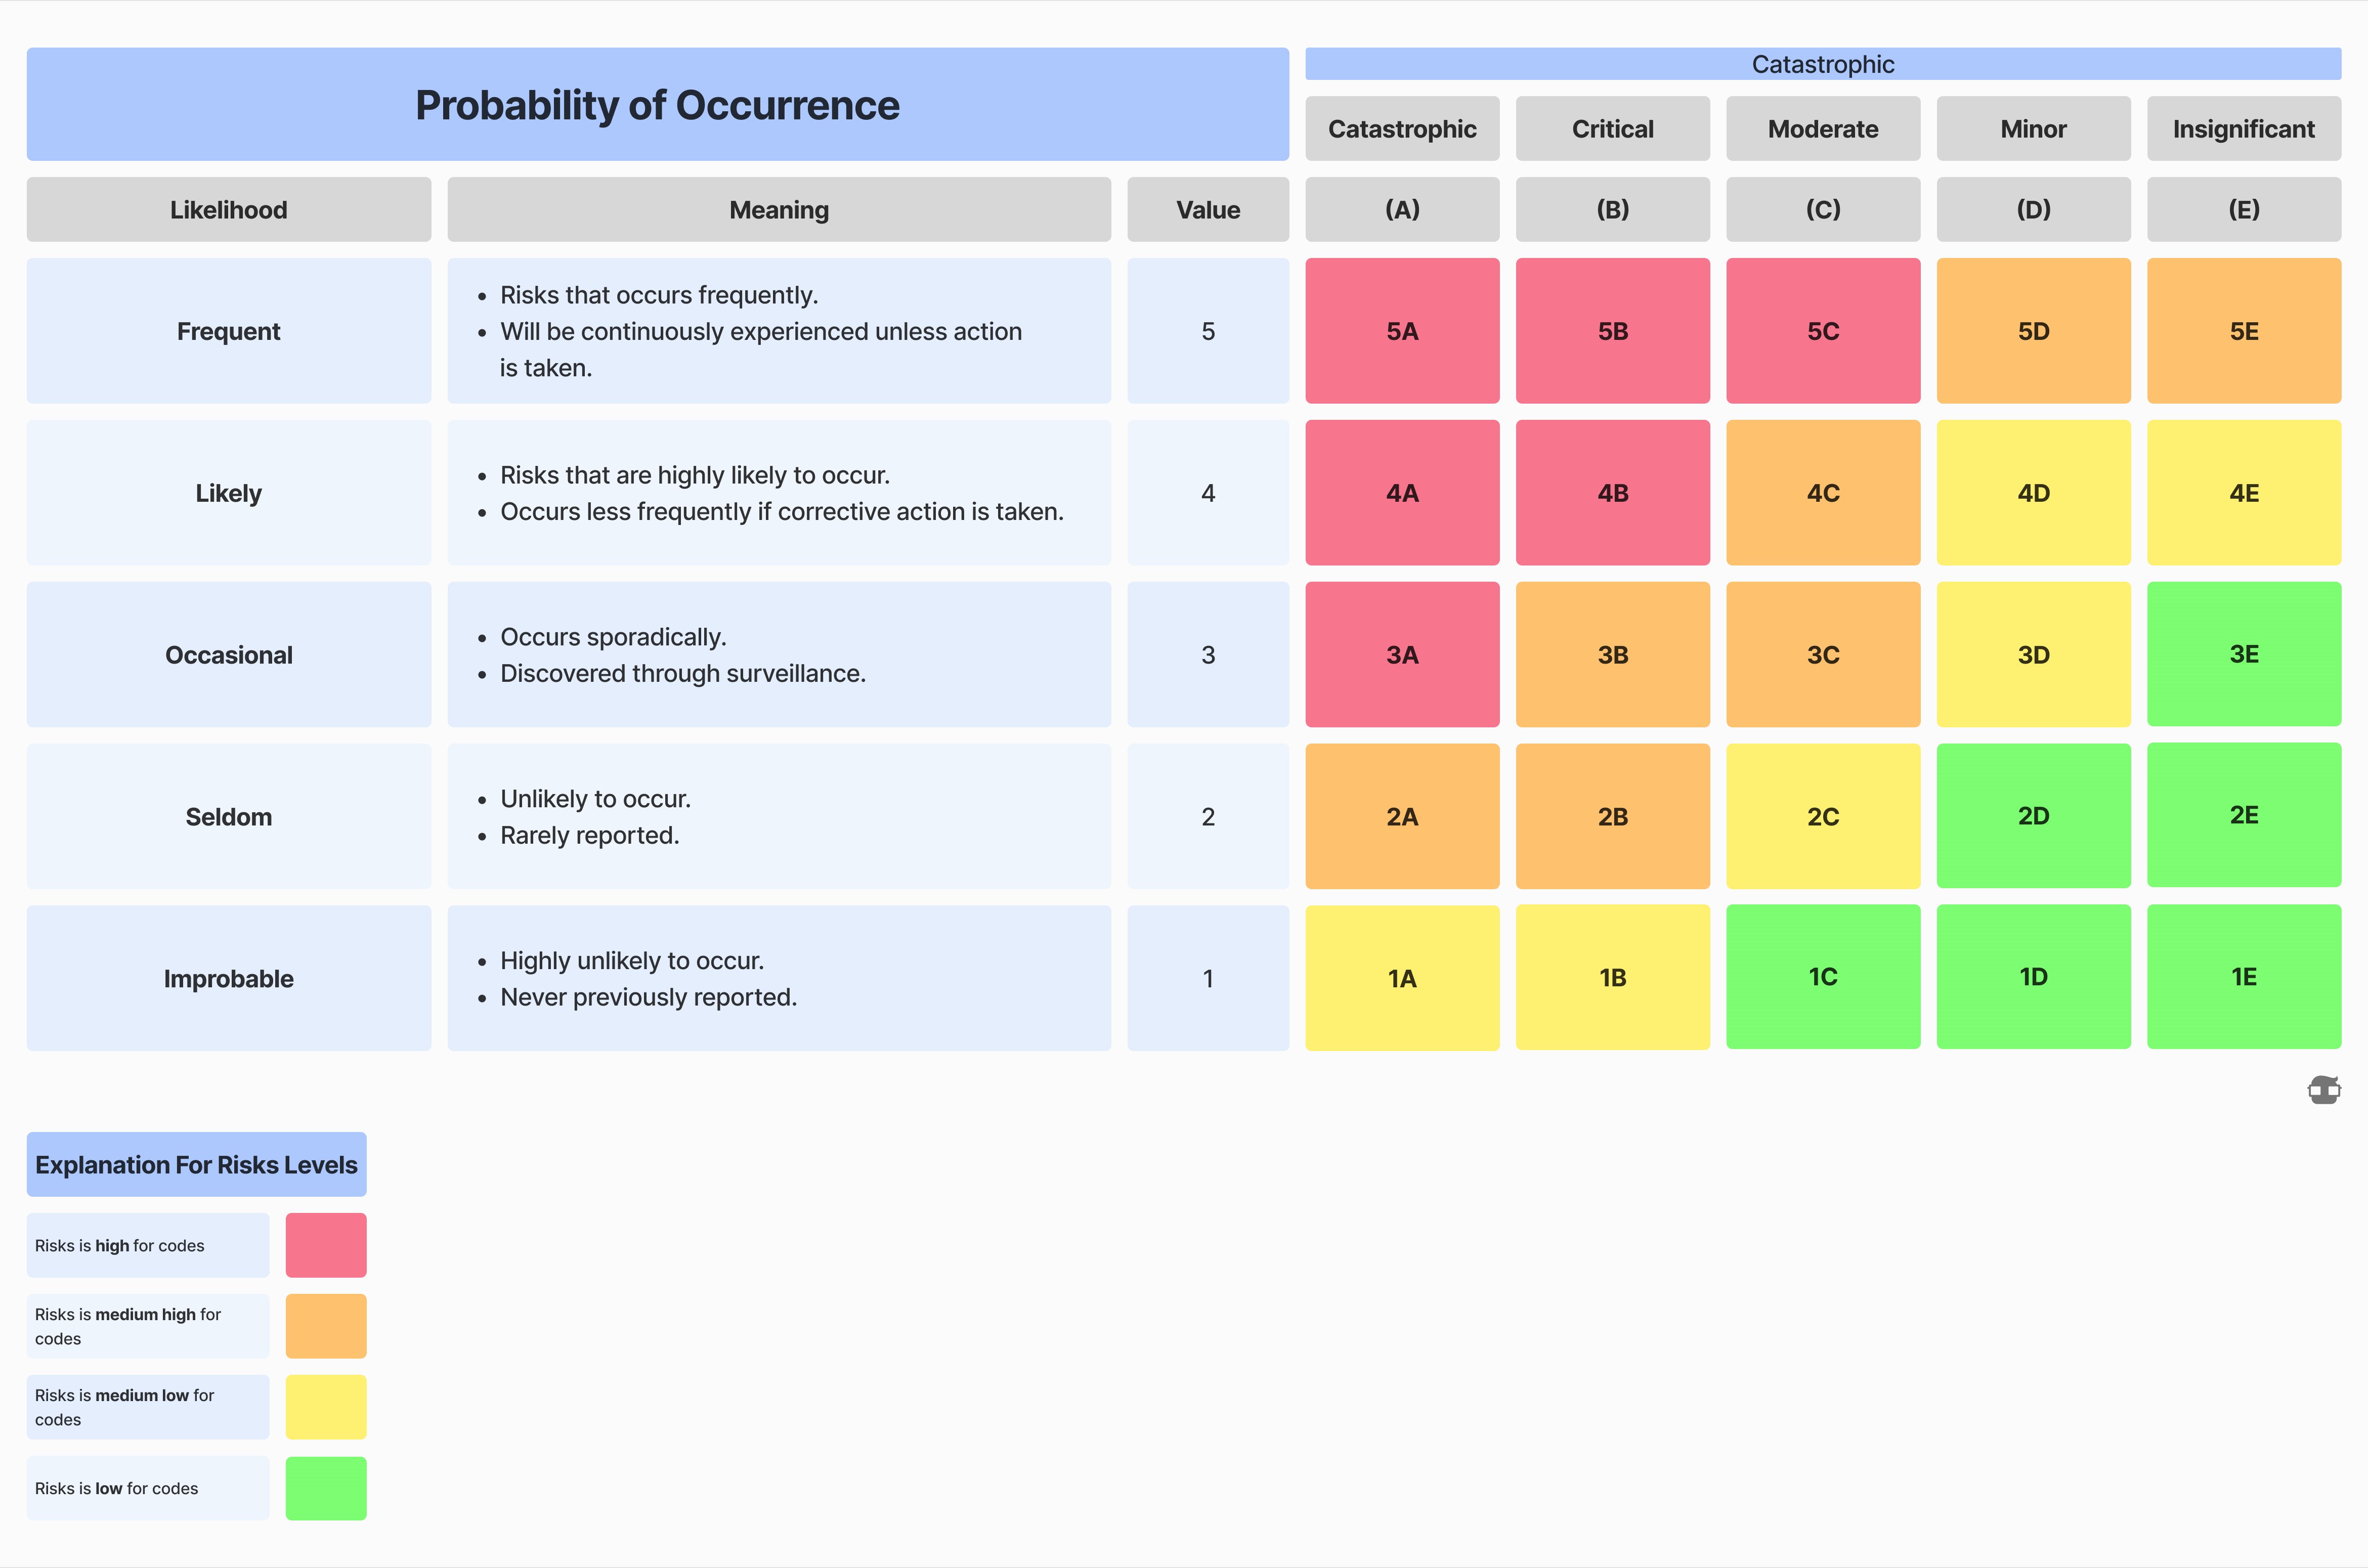 Probability of Occurrence
Catastrophic
Catastrophic
Critical
Moderate
Minor
Insignificant
Likelihood
Meaning
Value
(A)
(B)
(C)
(D)
(E)
Frequent
• Risks that occurs frequently.
• Will be continuously experienced unless action
is taken.
5
5A
5B
5C
5D
5E
Likely
• Risks that are highly likely to occur.
• Occurs less frequently if corrective action is taken.
4
4A
4B
4C
4D
4E
Occasional
• Occurs sporadically.
• Discovered through surveillance.
3
3A
3B
3C
3D
3E
Seldom
• Unlikely to occur.
• Rarely reported.
2
2A
2B
2C
2D
2E
Improbable
• Highly unlikely to occur.
• Never previously reported.
1
1A
1B
1C
1D
1E
Explanation For Risks Levels
Risks is high for codes
Risks is medium high for
codes
Risks is medium low for
codes
Risks is low for codes